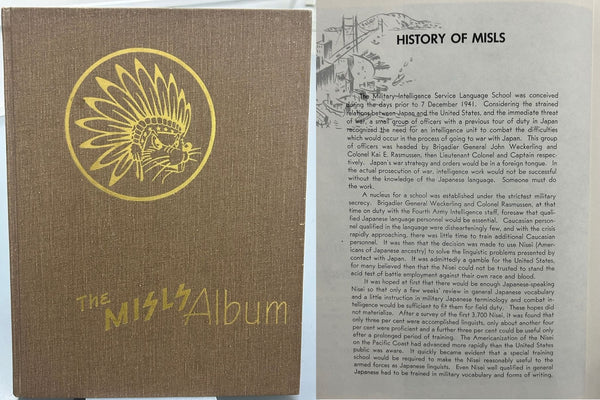 The MISLS Album
HISTORY OF MISLS
The Military Intelligence Service Language School was conceived
during the days prior to 7 December 1941. Considering the strained
relations between Japan and the United States, and the immediate threat
of war, a small group of officers with a previous tour of duty in Japan
recognized the need for an intelligence unit to combat the difficulties
which would occur in the process of going to war with Japan. This group
of officers was headed by Brigadier General John Weckerling and
Colonel Kai E. Rasmussen, then Lieutenant Colonel and Captain respec-
tively. Japan's war strategy and orders would be in a foreign tongue. In
the actual prosecution of war, intelligence work would not be successful
without the knowledge of the Japanese language. Someone must do
the work.
A nucleus for a school was established under the strictest military
secrecy. Brigadier General Weckerling and Colonel Rasmussen, at that
time on duty with the Fourth Army Intelligence staff, foresaw that quali-
fied Japanese language personnel would be essential. Caucasian person-
nel qualified in the language were dishearteningly few, and with the crisis
rapidly approaching, there was little time to train additional Caucasian
personnel. It was then that the decision was made to use Nisei (Ameri-
cans of Japanese ancestry) to solve the linguistic problems presented by
contact with Japan. It was admittedly a gamble for the United States,
for many believed then that the Nisei could not be trusted to stand the
acid test of battle employment against their own race and blood.
It was hoped at first that there would be enough Japanese-speaking
Nisei so that only a few weeks' review in general Japanese vocabulary
and a little instruction in military Japanese terminology and combat in-
telligence would be sufficient to fit them for field duty. These hopes did
not materialize. After a survey of the first 3,700 Nisei, it was found that
only three per cent were accomplished linguists, only about another four
per cent were proficient and a further three per cent could be useful only
after a prolonged period of training. The Americanization of the Nisei
on the Pacific Coast had advanced more rapidly than the United States
public was aware. It quickly became evident that a special training
school would be required to make the Nisei reasonably useful to the
armed forces as Japanese linguists. Even Nisei well qualified in general
Japanese had to be trained in military vocabulary and forms of writing.